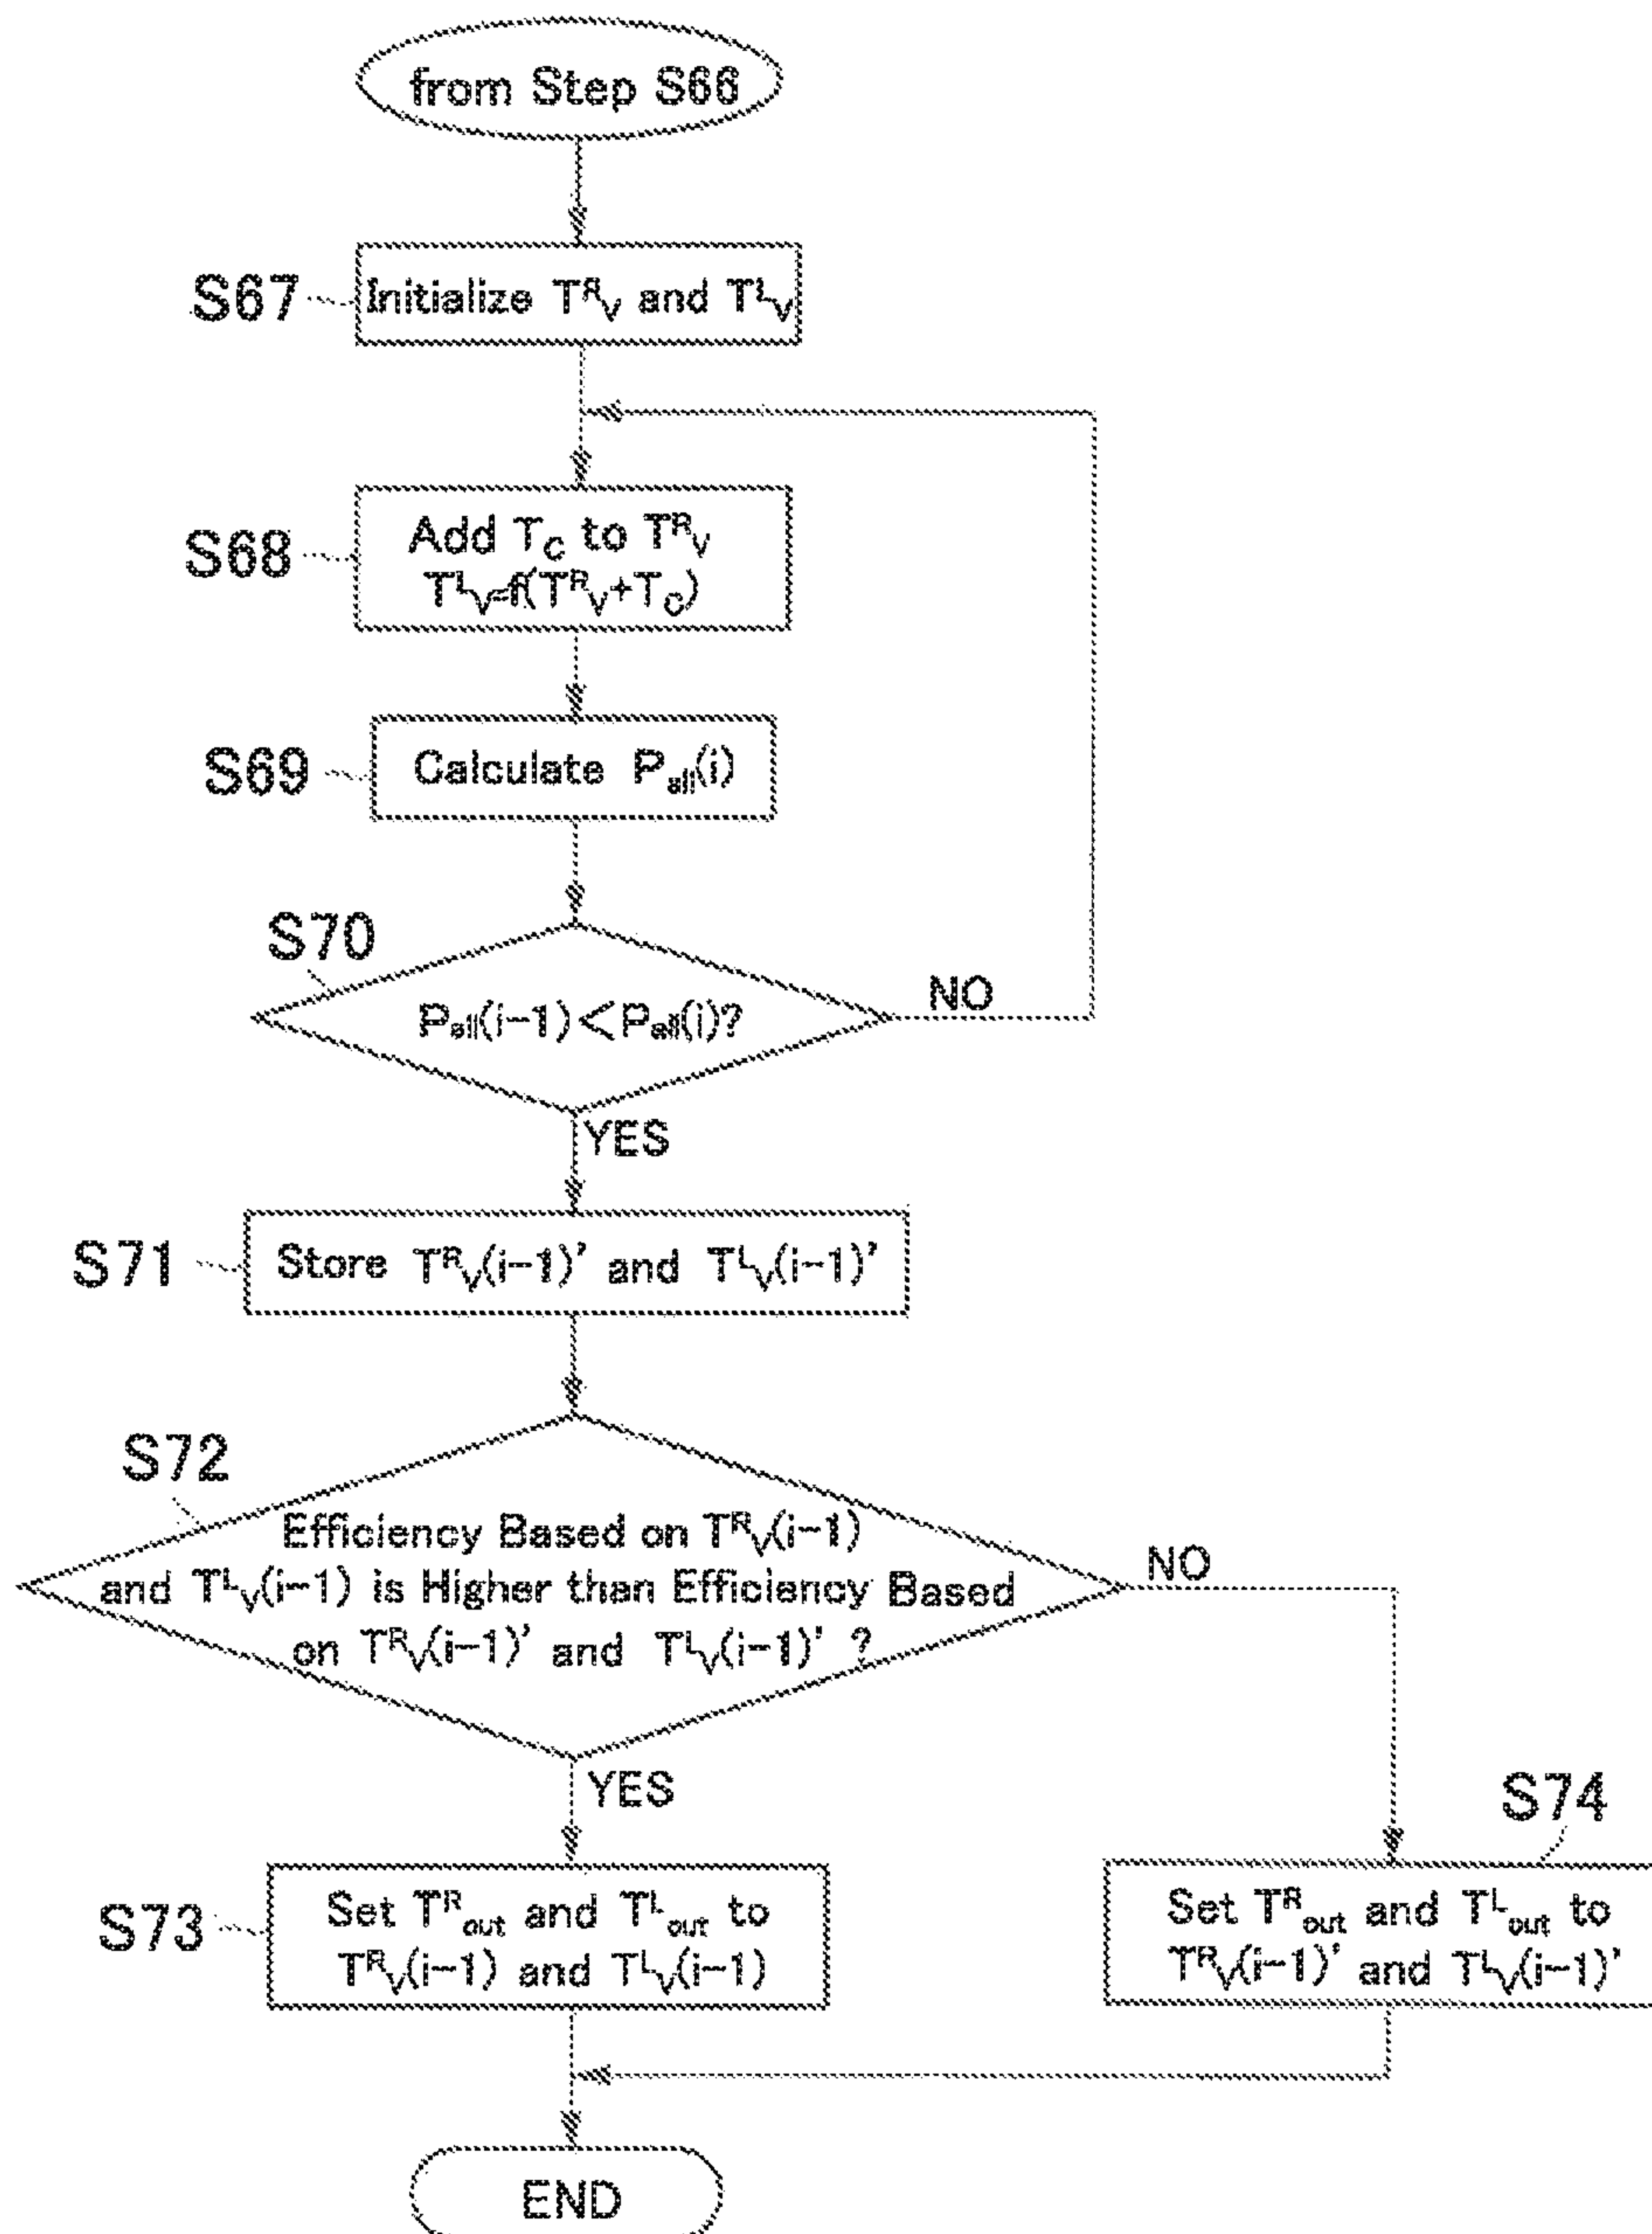 from Step S66
S67
Initialize T^R_V and T^L_V
S68
Add T_C to T^R_V
T^L_V=f(T^R_V+T_C)
S69
Calculate P_all(i)
S70
P_all(i-1)<P_all(i)?
NO
YES
S71
Store T^R_V(i-1)' and T^L_V(i-1)'
S72
Efficiency Based on T^R_V(i-1)
and T^L_V(i-1) is Higher than Efficiency Based
on T^R_V(i-1)' and T^L_V(i-1)' ?
NO
YES
S73
Set T^R_out and T^L_out to
T^R_V(i-1) and T^L_V(i-1)
S74
Set T^R_out and T^L_out to
T^R_V(i-1)' and T^L_V(i-1)'
END